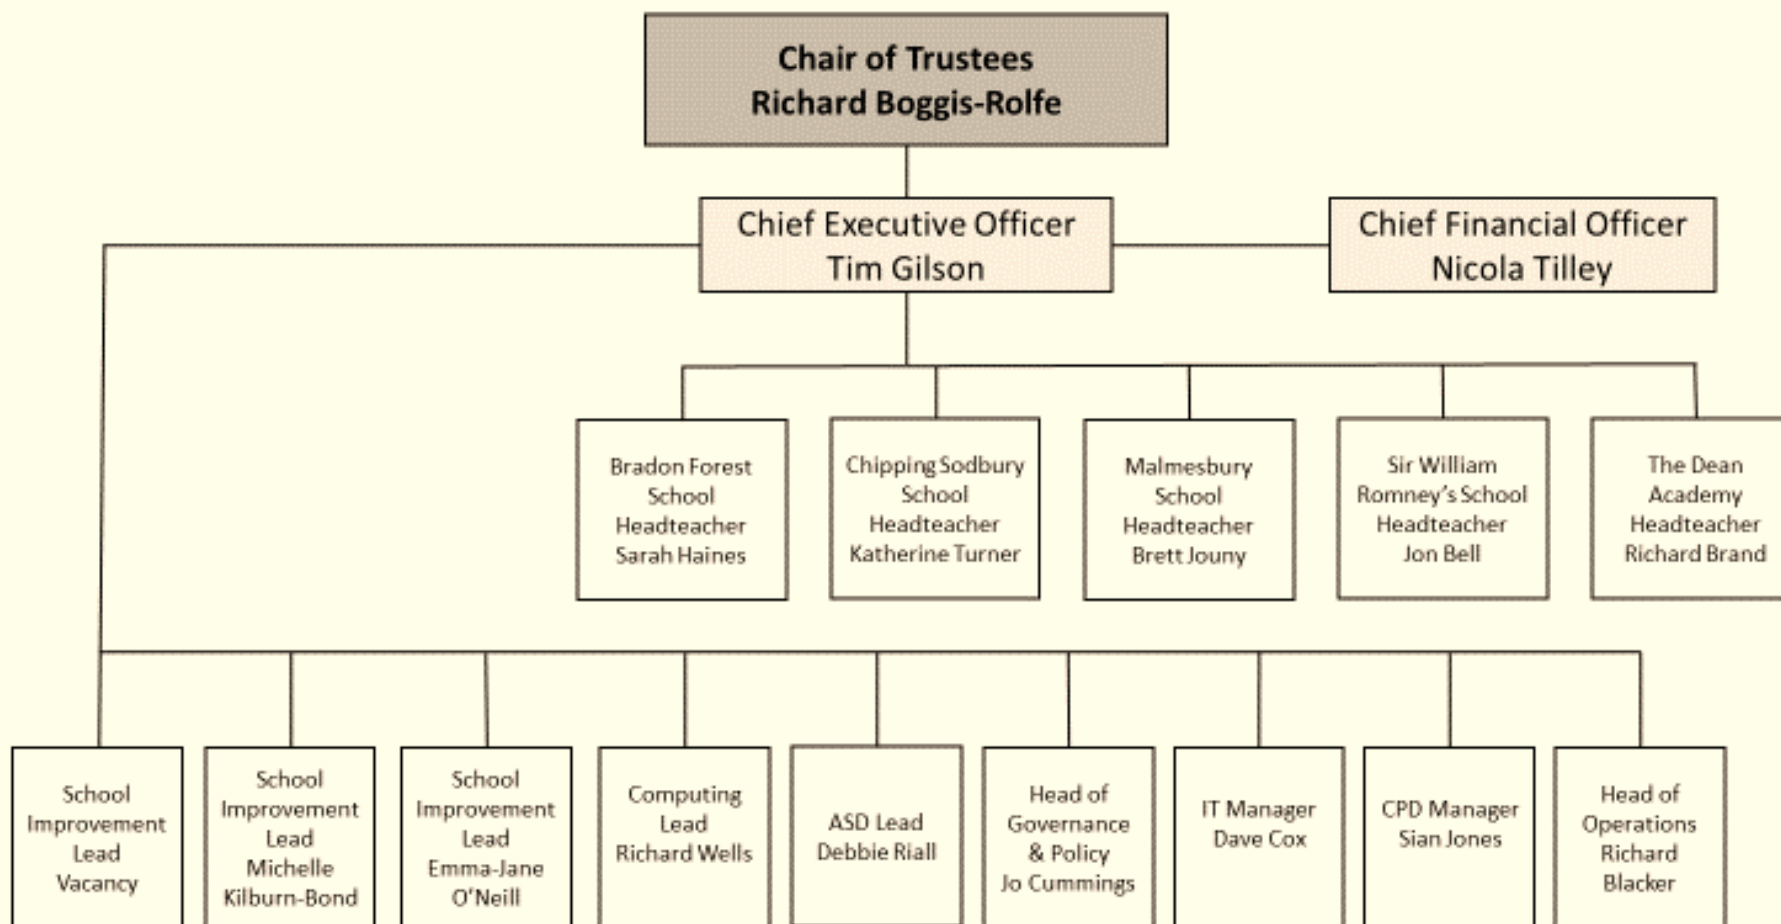 Chair of Trustees
Richard Boggis-Rolfe
Chief Executive Officer
Tim Gilson
Chief Financial Officer
Nicola Tilley
Bradon Forest
School
Headteacher
Sarah Haines
Chipping Sodbury
School
Headteacher
Katherine Turner
Malmesbury
School
Headteacher
Brett Jouny
Sir William
Romney's School
Headteacher
Jon Bell
The Dean
Academy
Headteacher
Richard Brand
School
Improvement
Lead
Vacancy
School
Improvement
Lead
Michelle
Kilburn-Bond
School
Improvement
Lead
Emma-Jane
O'Neill
Computing
Lead
Richard Wells
ASD Lead
Debbie Riall
Head of
Governance
& Policy
Jo Cummings
IT Manager
Dave Cox
CPD Manager
Sian Jones
Head of
Operations
Richard
Blacker